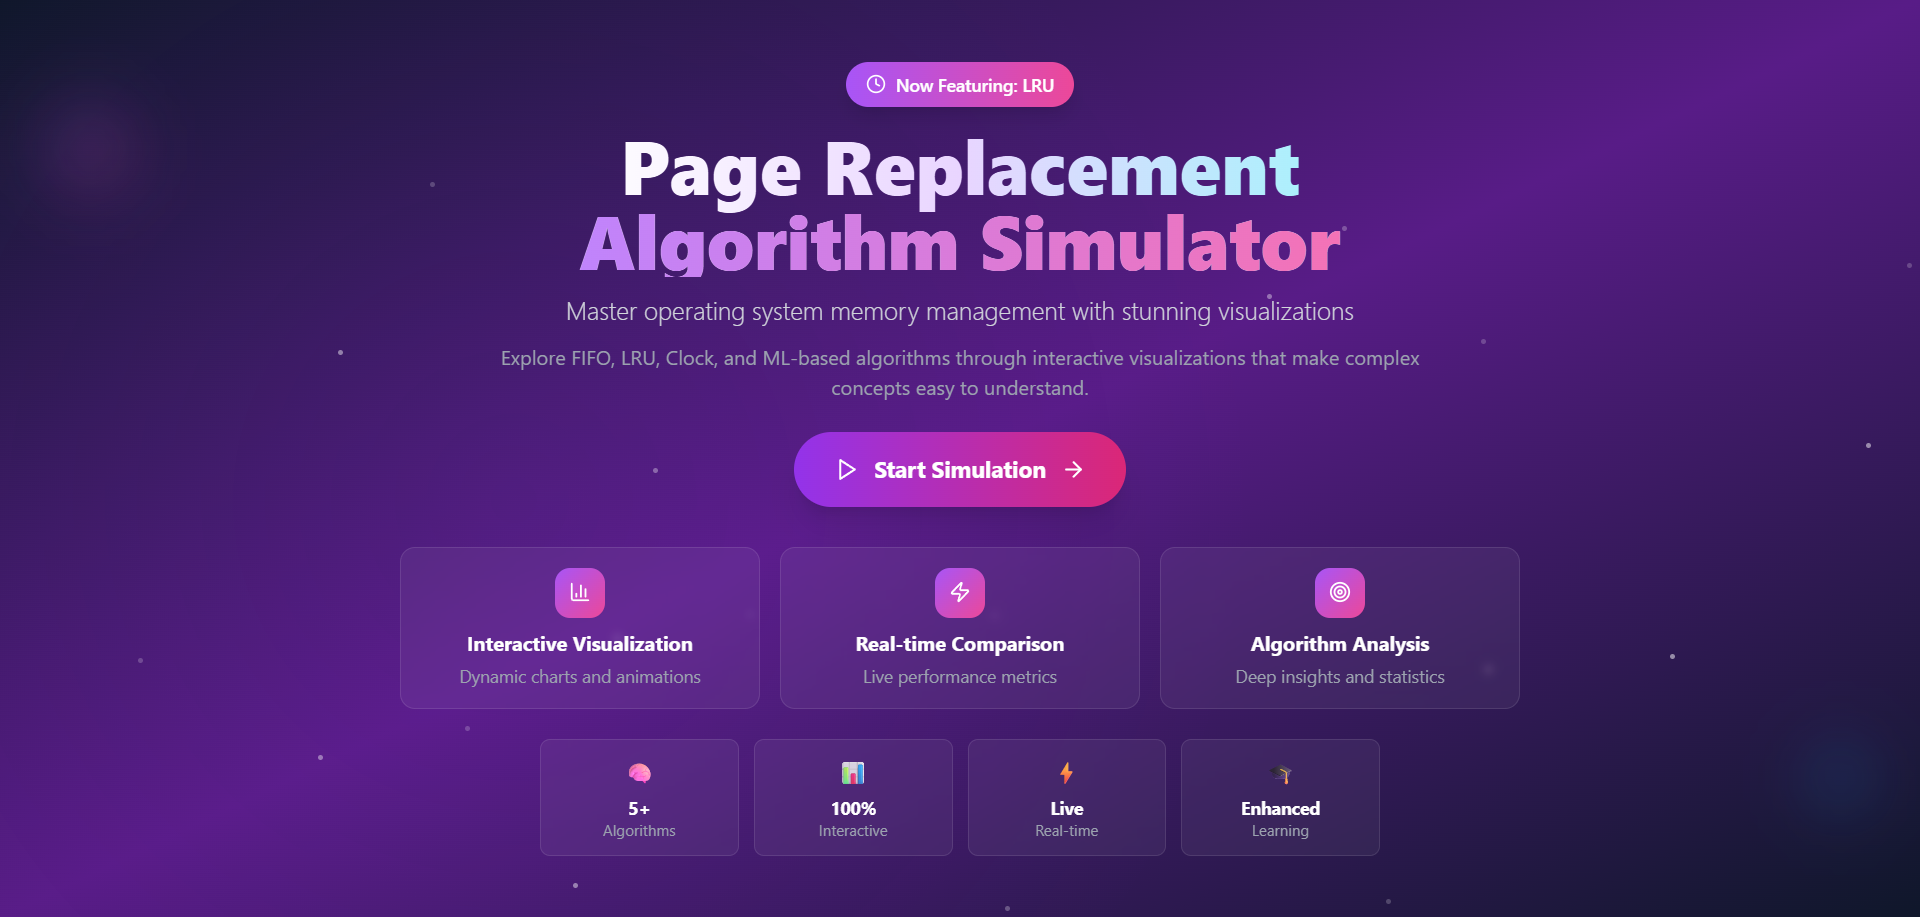 Now Featuring: LRU
Page Replacement
Algorithm Simulator
Master operating system memory management with stunning visualizations
Explore FIFO, LRU, Clock, and ML-based algorithms through interactive visualizations that make complex
concepts easy to understand.
Start Simulation
Interactive Visualization
Dynamic charts and animations
Real-time Comparison
Live performance metrics
Algorithm Analysis
Deep insights and statistics
5+
Algorithms
100%
Interactive
Live
Real-time
Enhanced
Learning